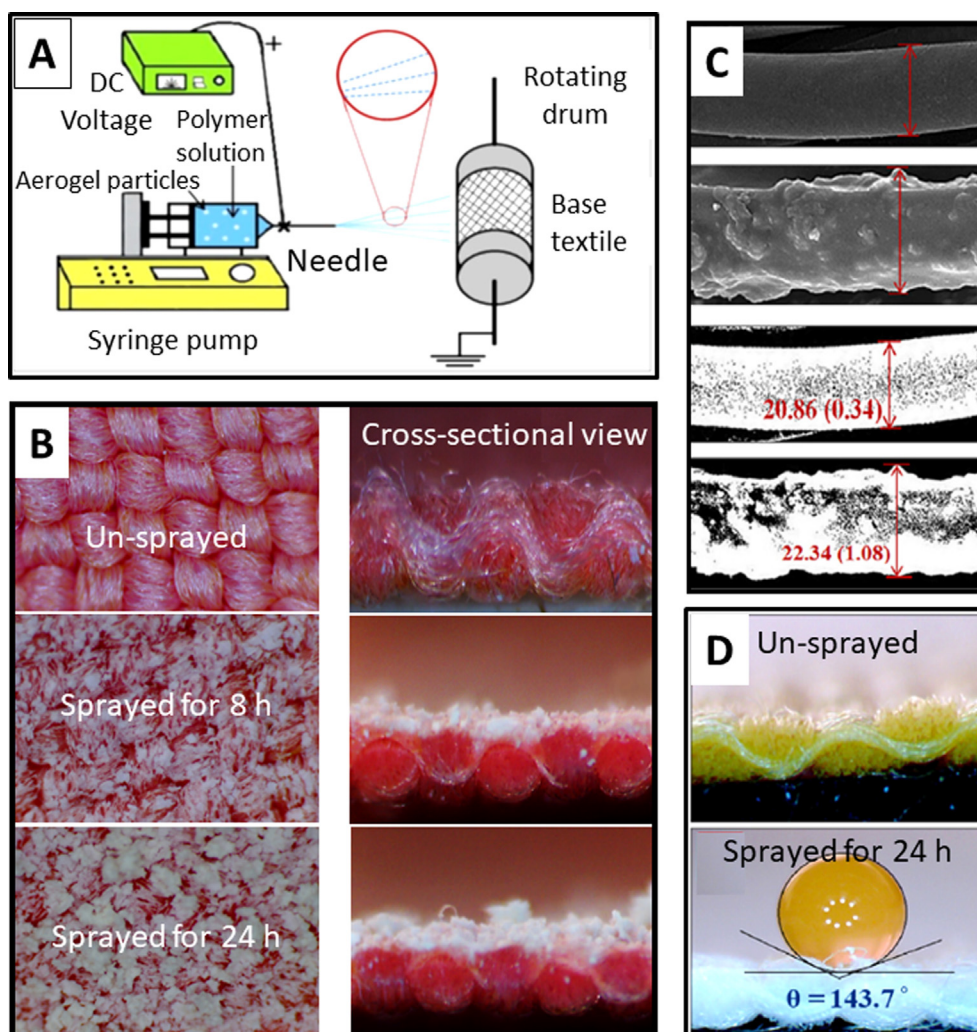 A
DC
Voltage
+
Polymer
solution
Aerogel particles
Needle
Syringe pump
Rotating
drum
Base
textile
B
Un-sprayed
Cross-sectional view
Sprayed for 8 h
Sprayed for 24 h
C
20.86 (0.34)
22.34 (1.08)
D
Un-sprayed
Sprayed for 24 h
θ = 143.7°